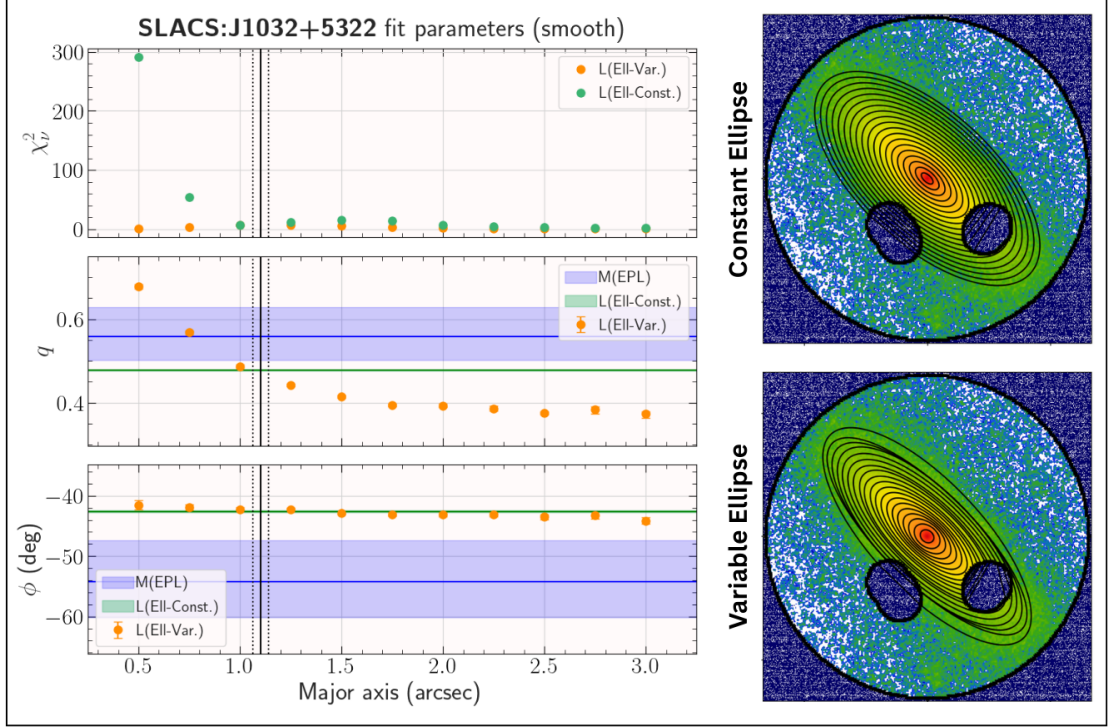 SLACS:J1032+5322 fit parameters (smooth)
300
200
100
0
χ²ᵥ
L(Ell-Var.)
L(Ell-Const.)
0.6
0.4
q
M(EPL)
L(Ell-Const.)
L(Ell-Var.)
−40
−50
−60
ϕ (deg)
M(EPL)
L(Ell-Const.)
L(Ell-Var.)
0.5 1.0 1.5 2.0 2.5 3.0
Major axis (arcsec)
Constant Ellipse
Variable Ellipse